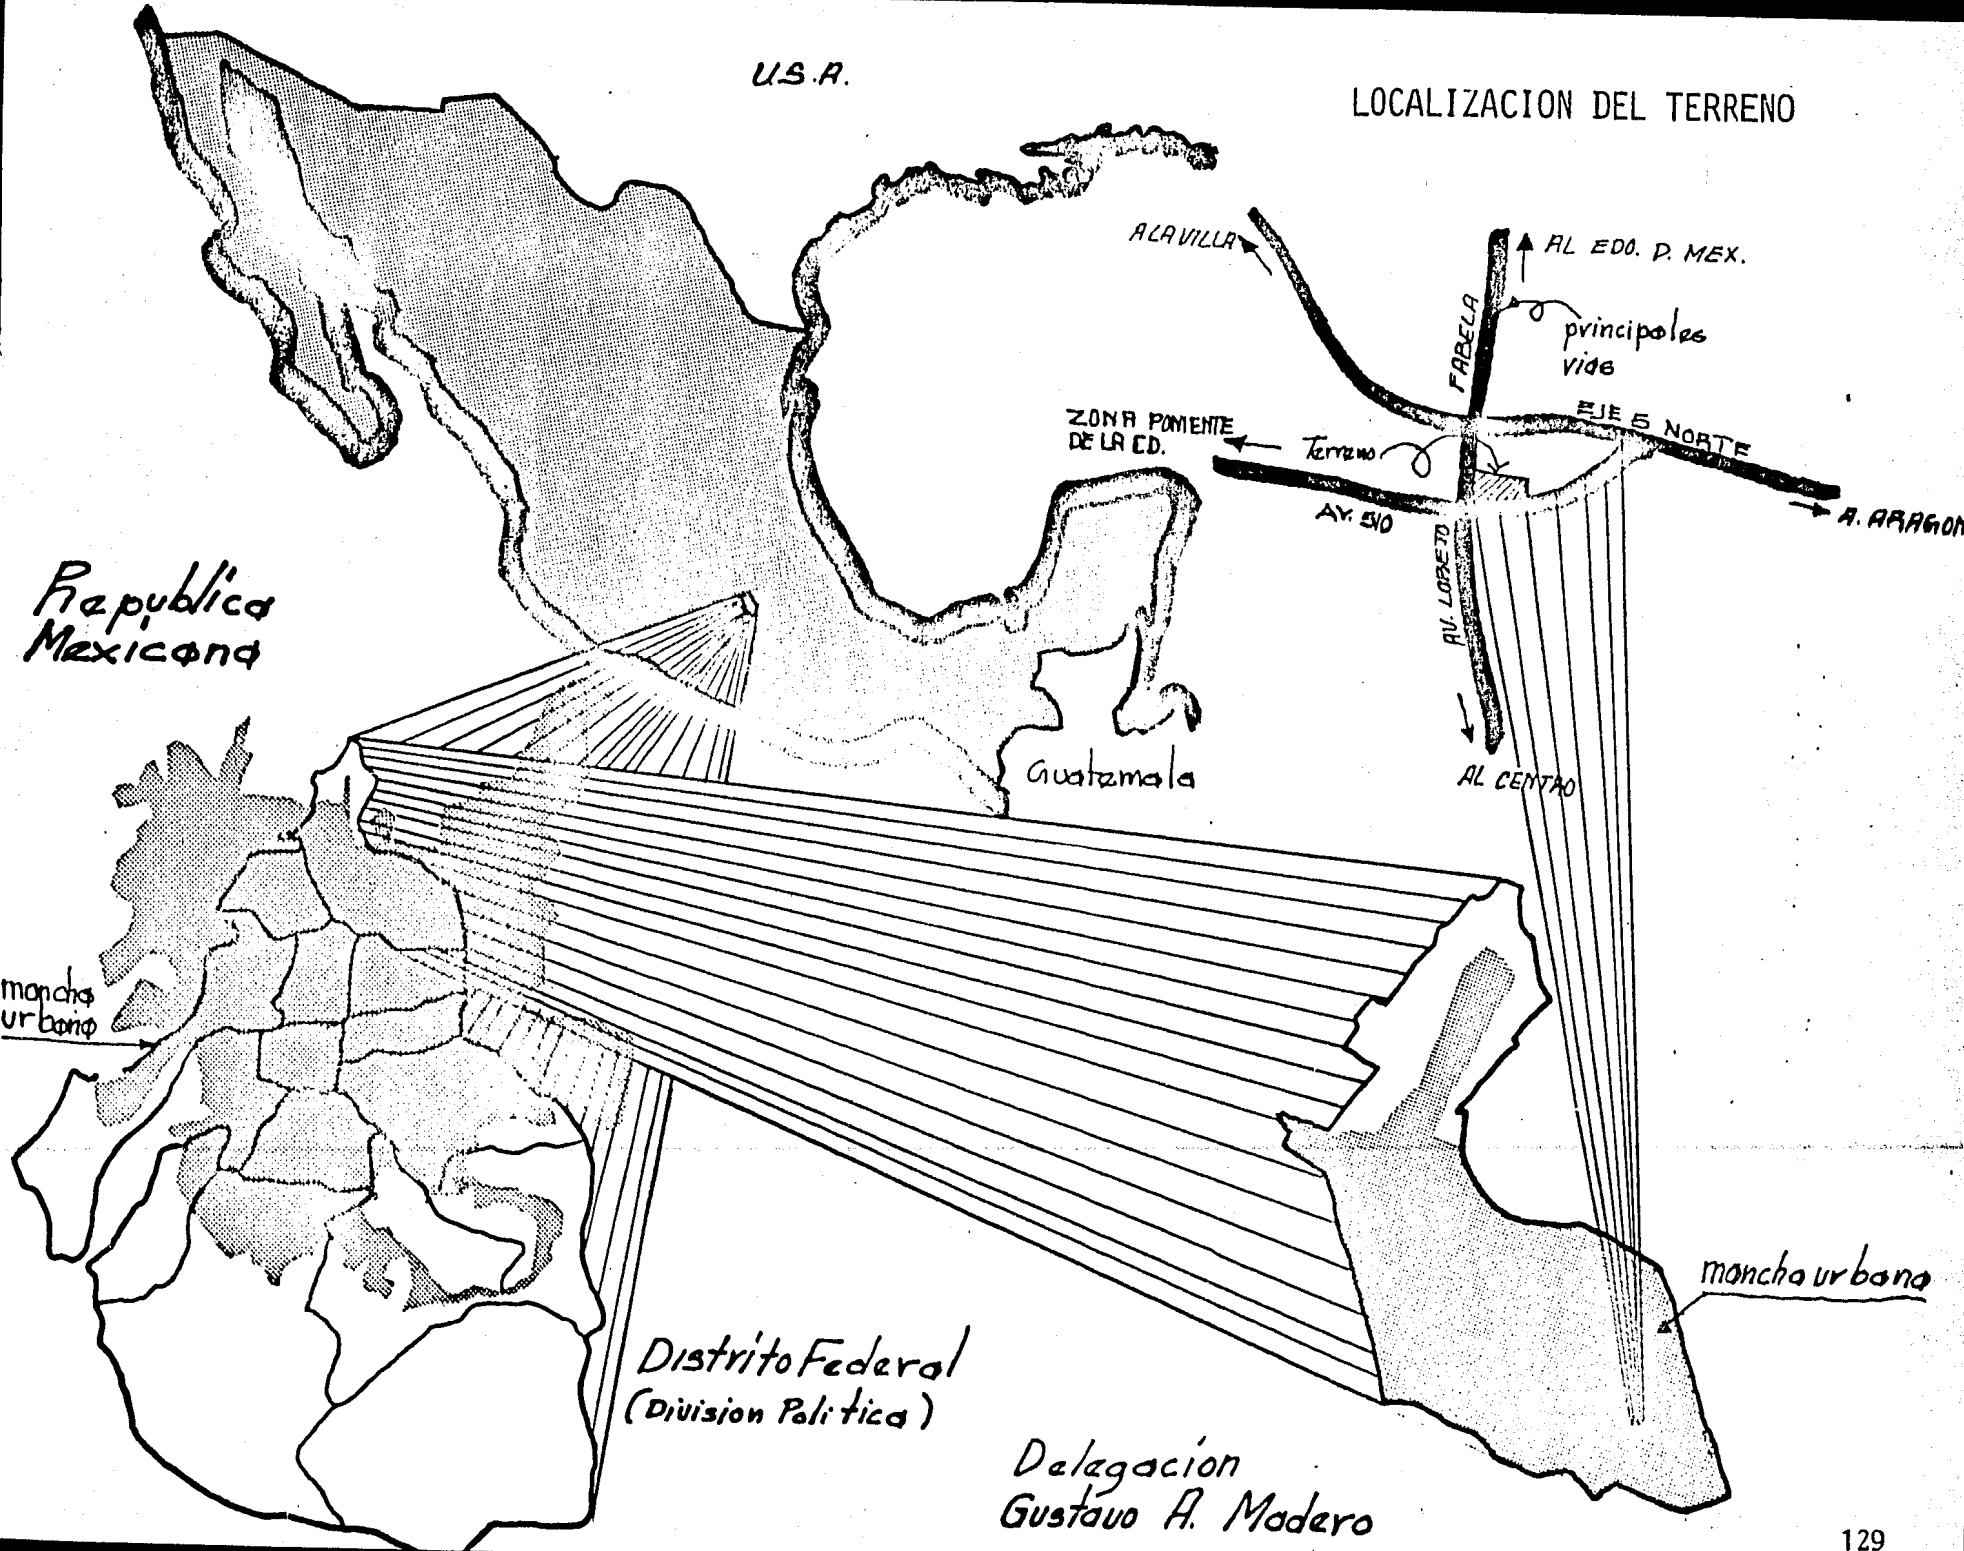 U.S.A.
LOCALIZACION DEL TERRENO
A LA VILLA
AL EDO. D. MEX.
FABELA
principales
vias
EJE 5 NORTE
ZONA PONIENTE
DE LA CD.
Terreno
AV. 510
A. ARAGON
AV. LOBETO
AL CENTRO
Republica
Mexicana
Guatemala
mancha
urbana
mancha urbana
Distrito Federal
(Division Politica)
Delegacion
Gustavo A. Madero
129